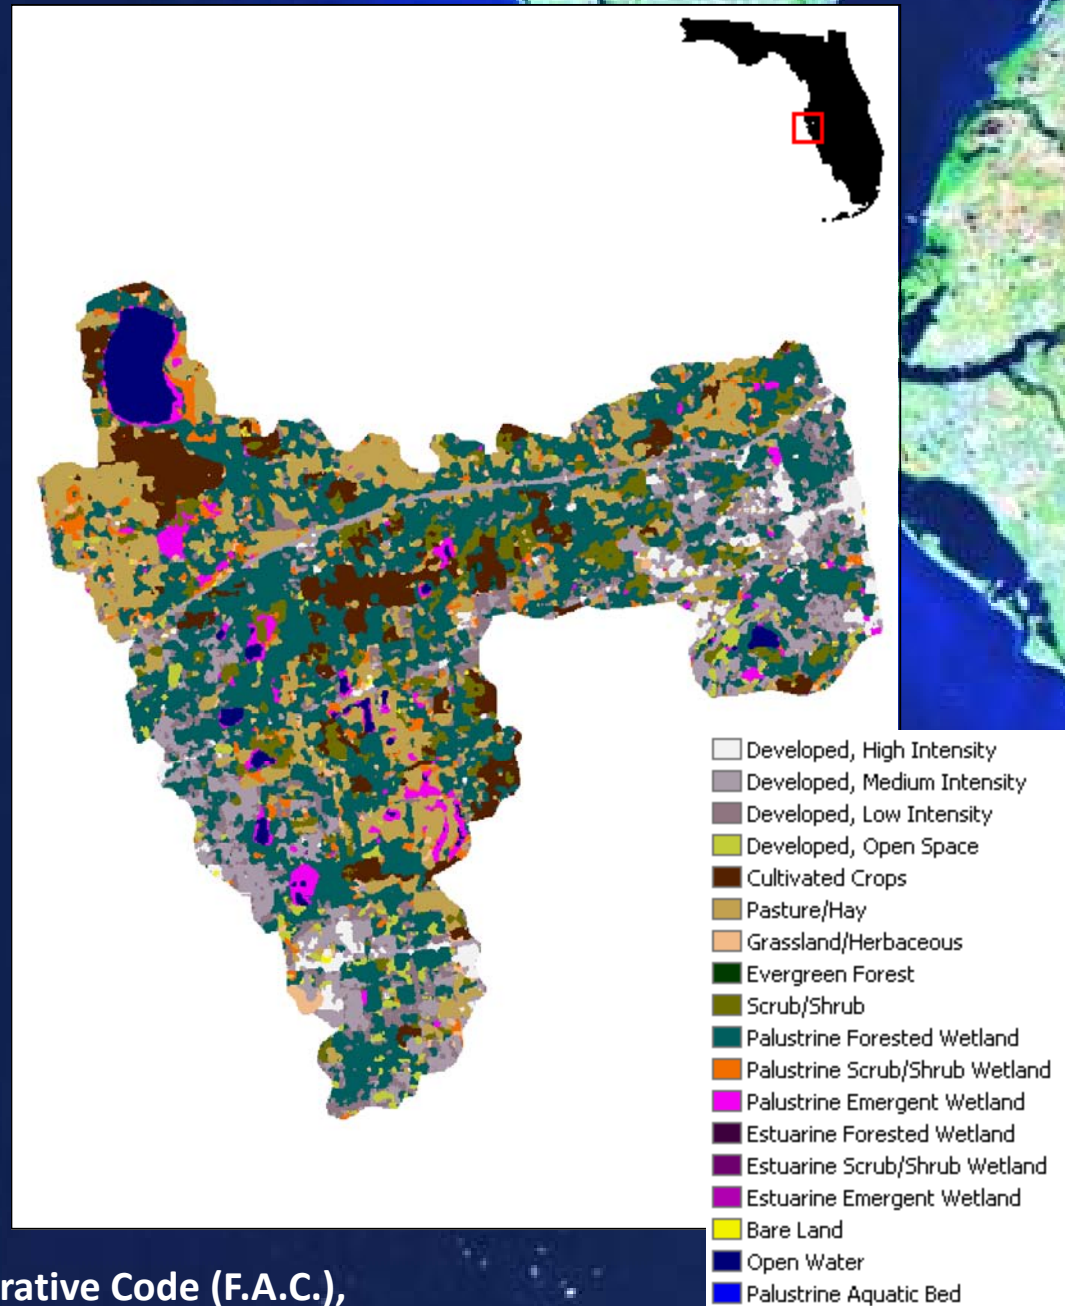 Developed, High Intensity
Developed, Medium Intensity
Developed, Low Intensity
Developed, Open Space
Cultivated Crops
Pasture/Hay
Grassland/Herbaceous
Evergreen Forest
Scrub/Shrub
Palustrine Forested Wetland
Palustrine Scrub/Shrub Wetland
Palustrine Emergent Wetland
Estuarine Forested Wetland
Estuarine Scrub/Shrub Wetland
Estuarine Emergent Wetland
Bare Land
Open Water
Palustrine Aquatic Bed
rative Code (F.A.C.),